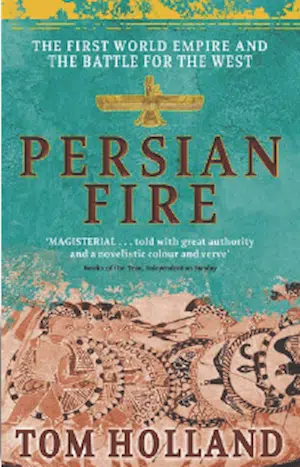 THE FIRST WORLD EMPIRE AND
THE BATTLE FOR THE WEST
PERSIAN
FIRE
'MAGISTERIAL . . . told with great authority
and a novelistic colour and verve'
Books of the Year, Independent on Sunday
TOM HOLLAND